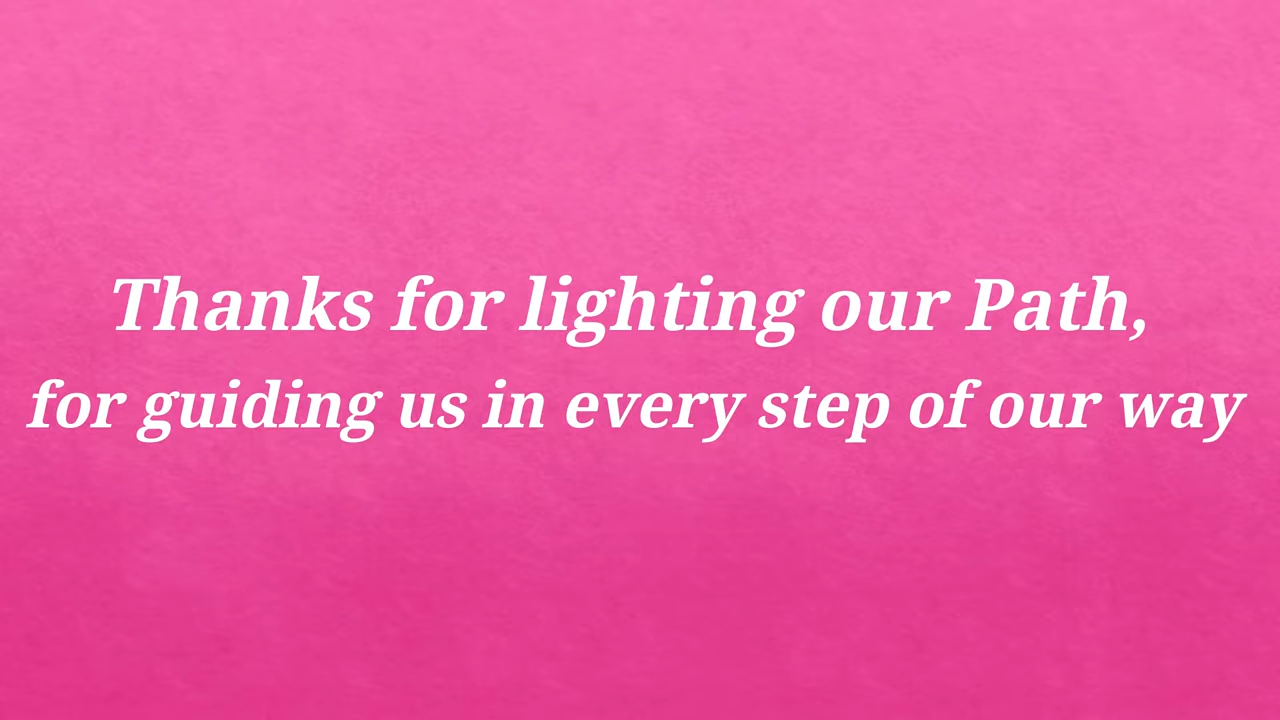 Thanks for lighting our Path,
for guiding us in every step of our way